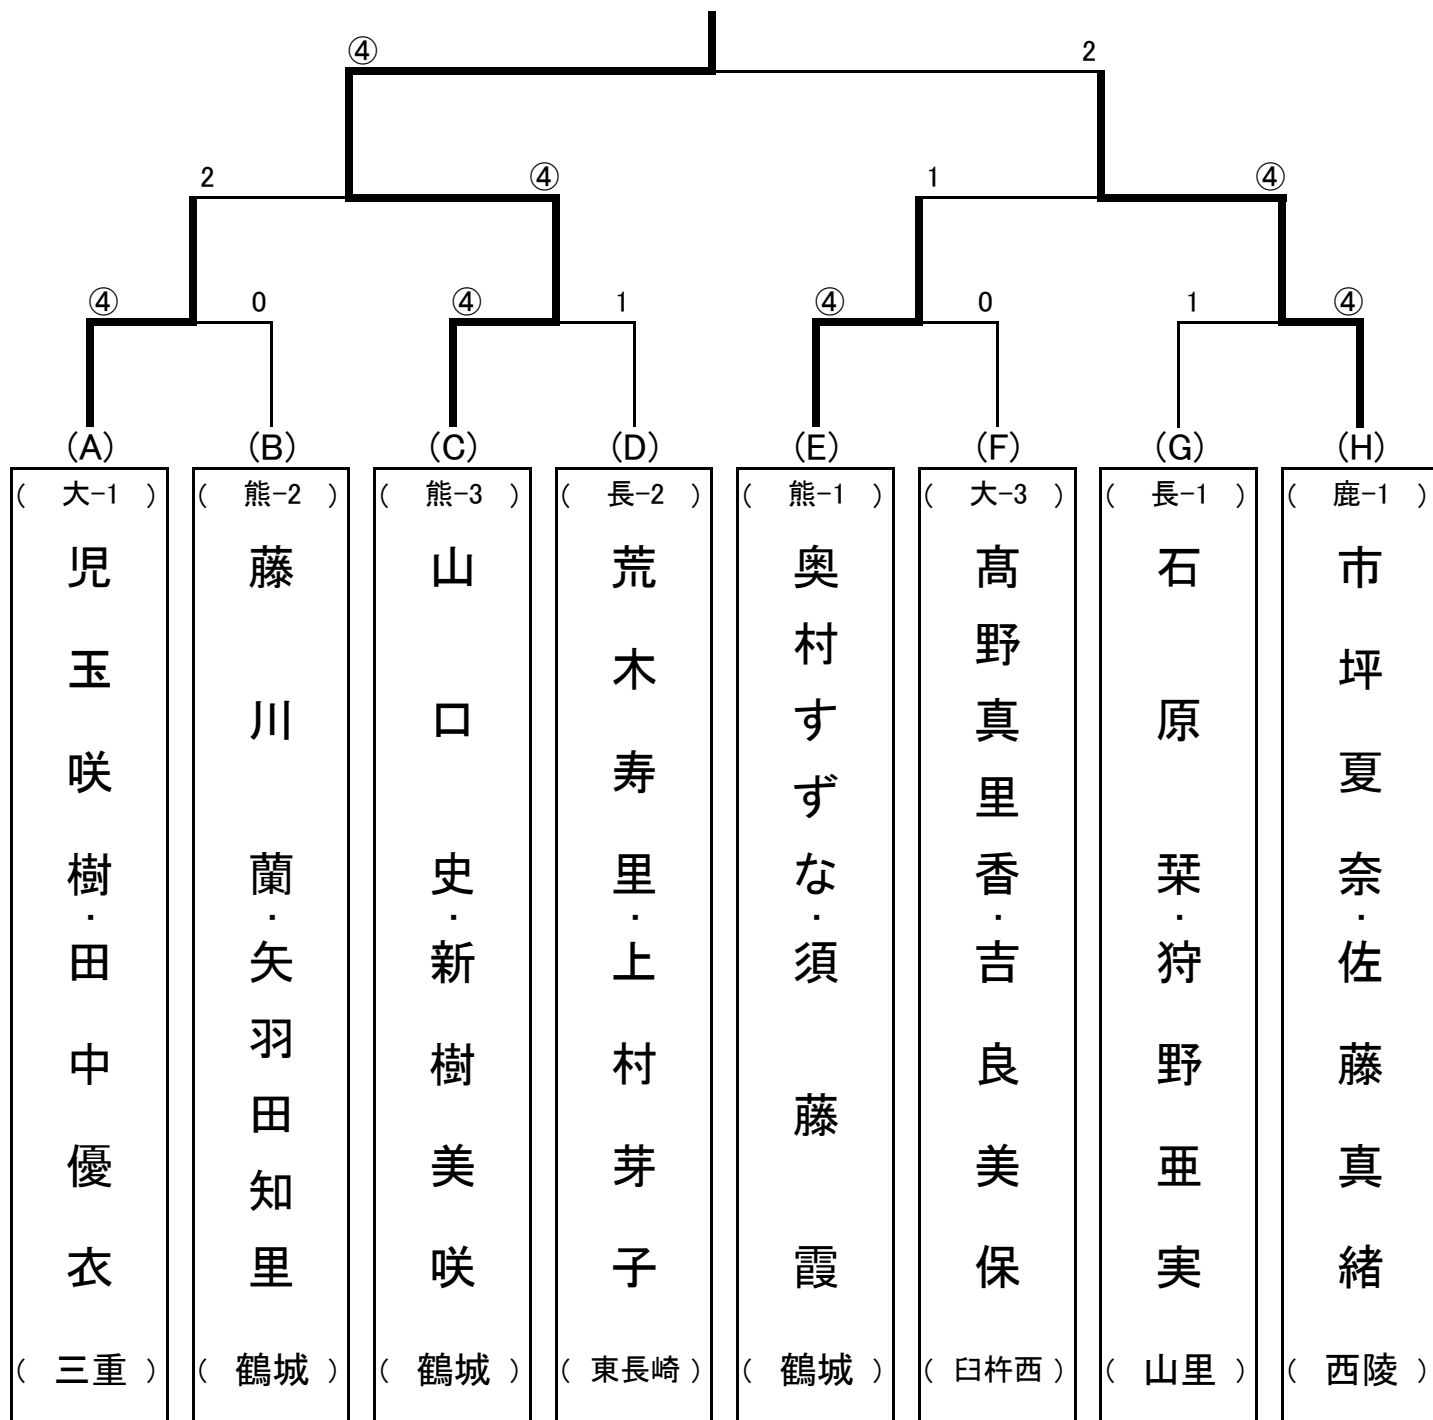 ④ 2
2 ④ 1 ④
④ 0 ④ 1 ④ 0 1 ④
(A) (B) (C) (D) (E) (F) (G) (H)
( 大-1 ) ( 熊-2 ) ( 熊-3 ) ( 長-2 ) ( 熊-1 ) ( 大-3 ) ( 長-1 ) ( 鹿-1 )
児玉咲樹・田中優衣
藤川蘭・矢羽田知里
山口史・新樹美咲
荒木寿里・上村芽子
奥村すずな・須藤霞
髙野真里香・吉良美保
石原栞・狩野亜実
市坪夏奈・佐藤真緒
( 三重 ) ( 鶴城 ) ( 鶴城 ) ( 東長崎 ) ( 鶴城 ) ( 臼杵西 ) ( 山里 ) ( 西陵 )